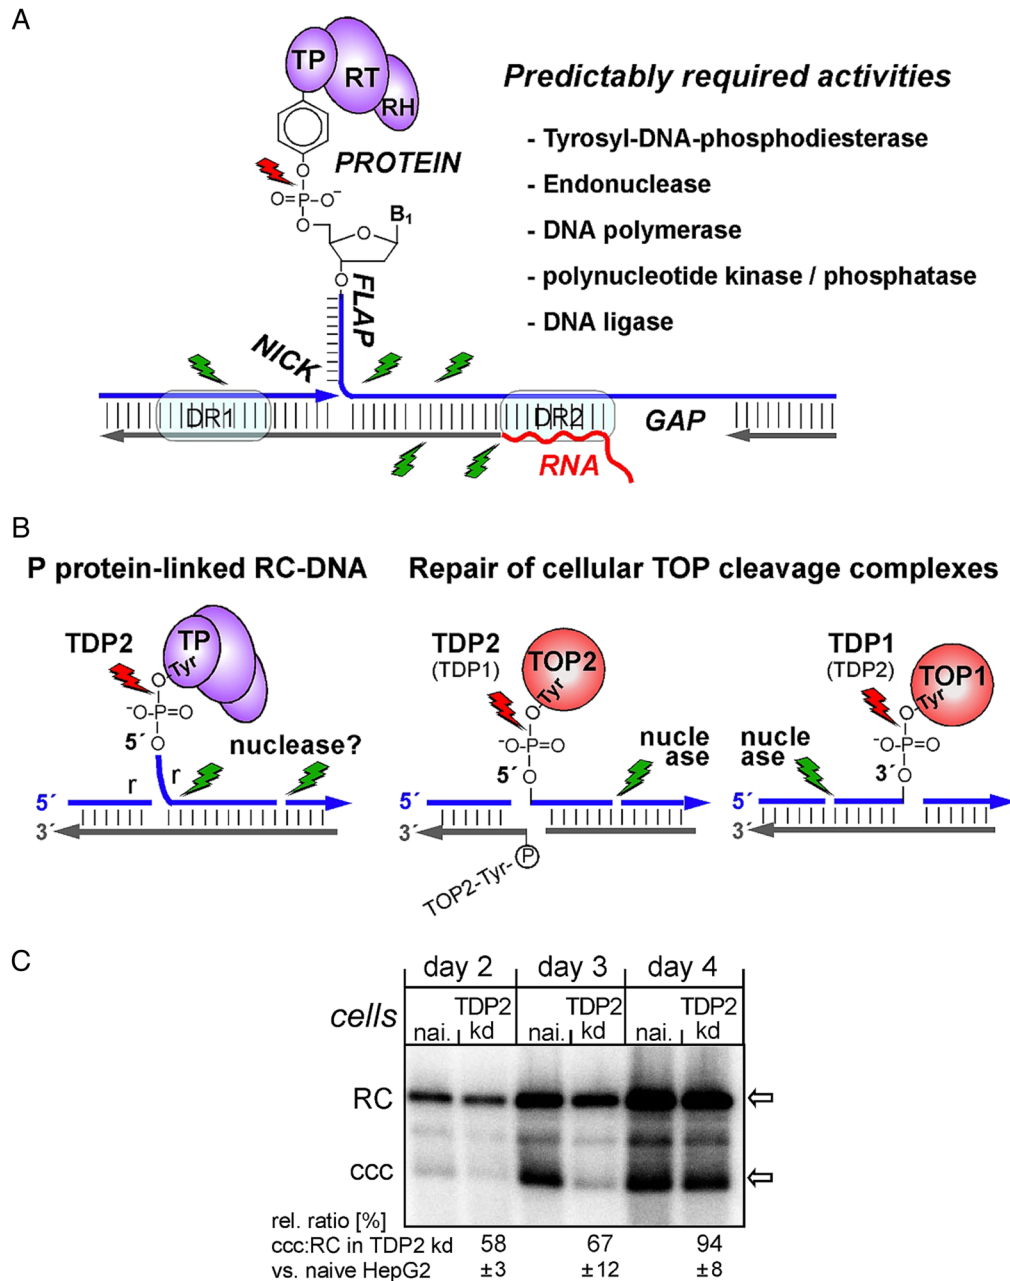 A
TP
RT
RH
PROTEIN
O
O=P-O⁻
O
O
B₁
O
FLAP
Predictably required activities
- Tyrosyl-DNA-phosphodiesterase
- Endonuclease
- DNA polymerase
- polynucleotide kinase / phosphatase
- DNA ligase
NICK
DR1
DR2
GAP
RNA
B
P protein-linked RC-DNA
TDP2
TP
O-Tyr
⁻O-P=O
5´ O
r r
nuclease?
5´
3´
Repair of cellular TOP cleavage complexes
TDP2
(TDP1)
TOP2
O-Tyr
⁻O-P=O
5´ O
nucle
ase
5´
3´
TOP2-Tyr-P
TDP1
(TDP2)
TOP1
O-Tyr
⁻O-P=O
3´ O
nucle
ase
5´
3´
C
day 2 day 3 day 4
cells
nai. TDP2 kd nai. TDP2 kd nai. TDP2 kd
RC
ccc
rel. ratio [%]
ccc:RC in TDP2 kd 58 67 94
vs. naive HepG2 ±3 ±12 ±8